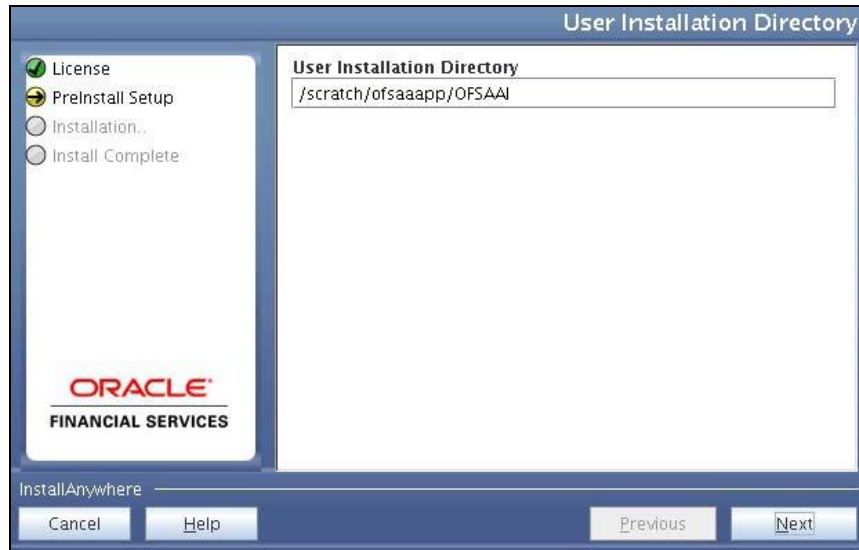 User Installation Directory
License
PreInstall Setup
Installation..
Install Complete
User Installation Directory
/scratch/ofsaaapp/OFSAAI
ORACLE
FINANCIAL SERVICES
InstallAnywhere
Cancel
Help
Previous
Next